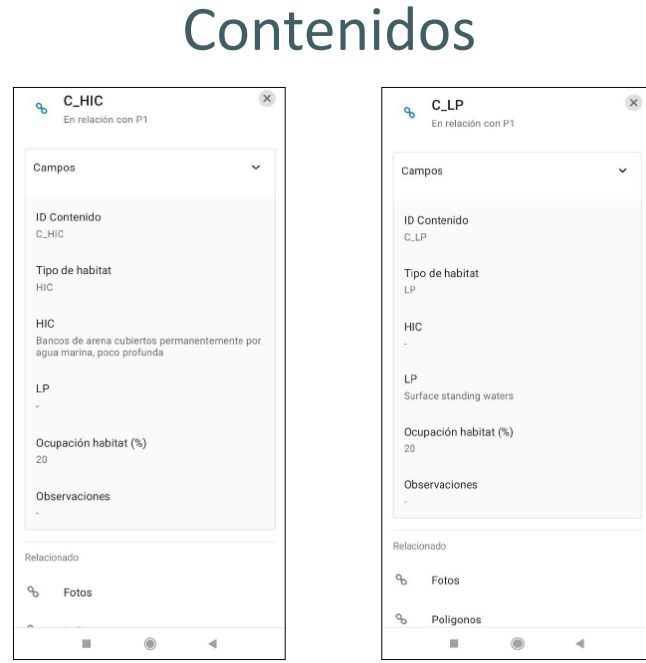 Contenidos
C_HIC
En relación con P1
Campos
ID Contenido
C_HIC
Tipo de habitat
HIC
HIC
Bancos de arena cubiertos permanentemente por
agua marina, poco profunda
LP
-
Ocupación habitat (%)
20
Observaciones
-
Relacionado
Fotos
C_LP
En relación con P1
Campos
ID Contenido
C_LP
Tipo de habitat
LP
HIC
-
LP
Surface standing waters
Ocupación habitat (%)
20
Observaciones
-
Relacionado
Fotos
Poligonos